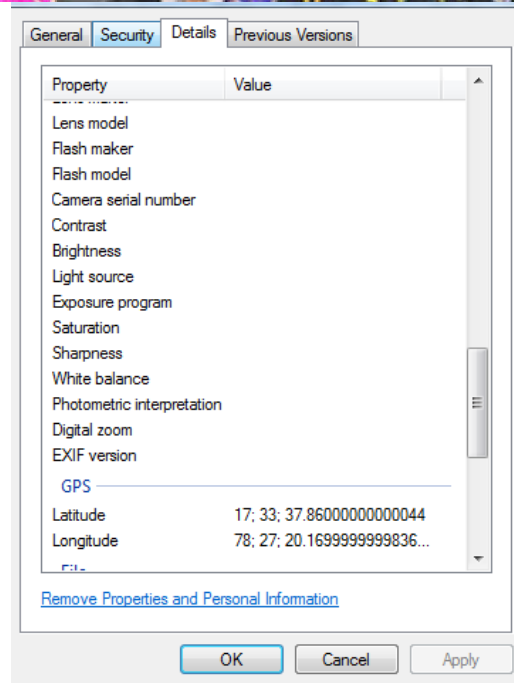 General Security Details Previous Versions
Property Value
Lens model
Flash maker
Flash model
Camera serial number
Contrast
Brightness
Light source
Exposure program
Saturation
Sharpness
White balance
Photometric interpretation
Digital zoom
EXIF version
GPS
Latitude 17; 33; 37.86000000000044
Longitude 78; 27; 20.1699999999836...
File
Remove Properties and Personal Information
OK Cancel Apply